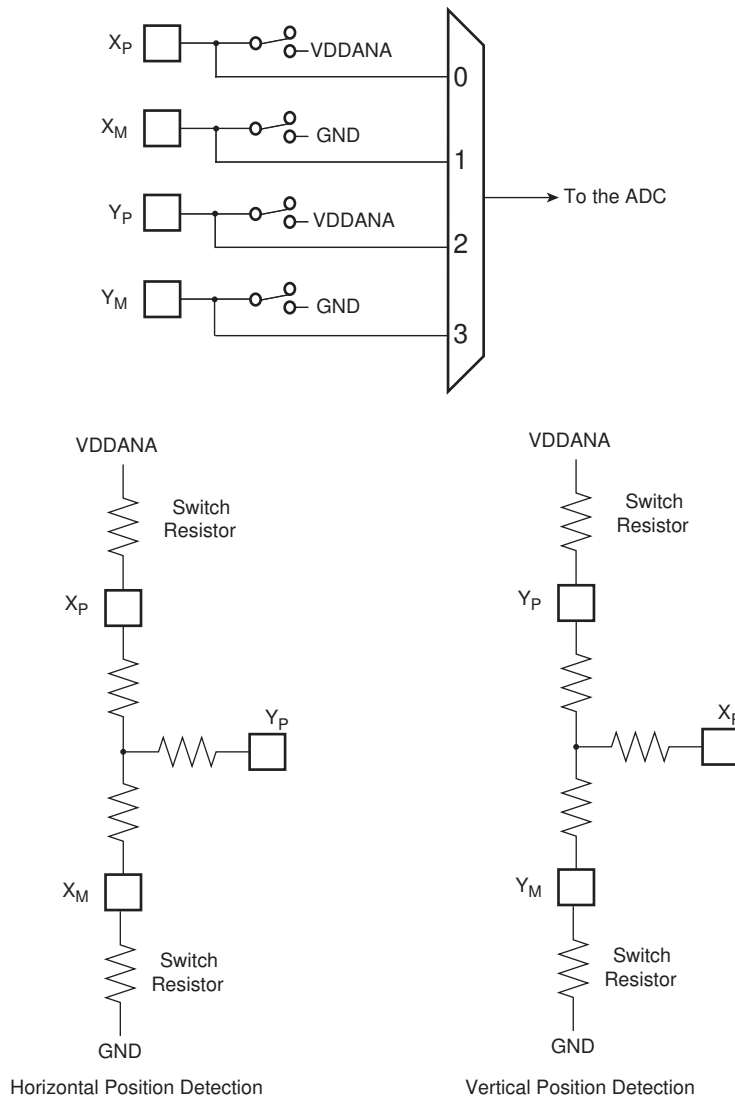 XP
VDDANA
0
XM
GND
1
To the ADC
YP
VDDANA
2
YM
GND
3
VDDANA
VDDANA
Switch
Resistor
Switch
Resistor
XP
YP
YP
XP
XM
YM
Switch
Resistor
Switch
Resistor
GND
GND
Horizontal Position Detection
Vertical Position Detection